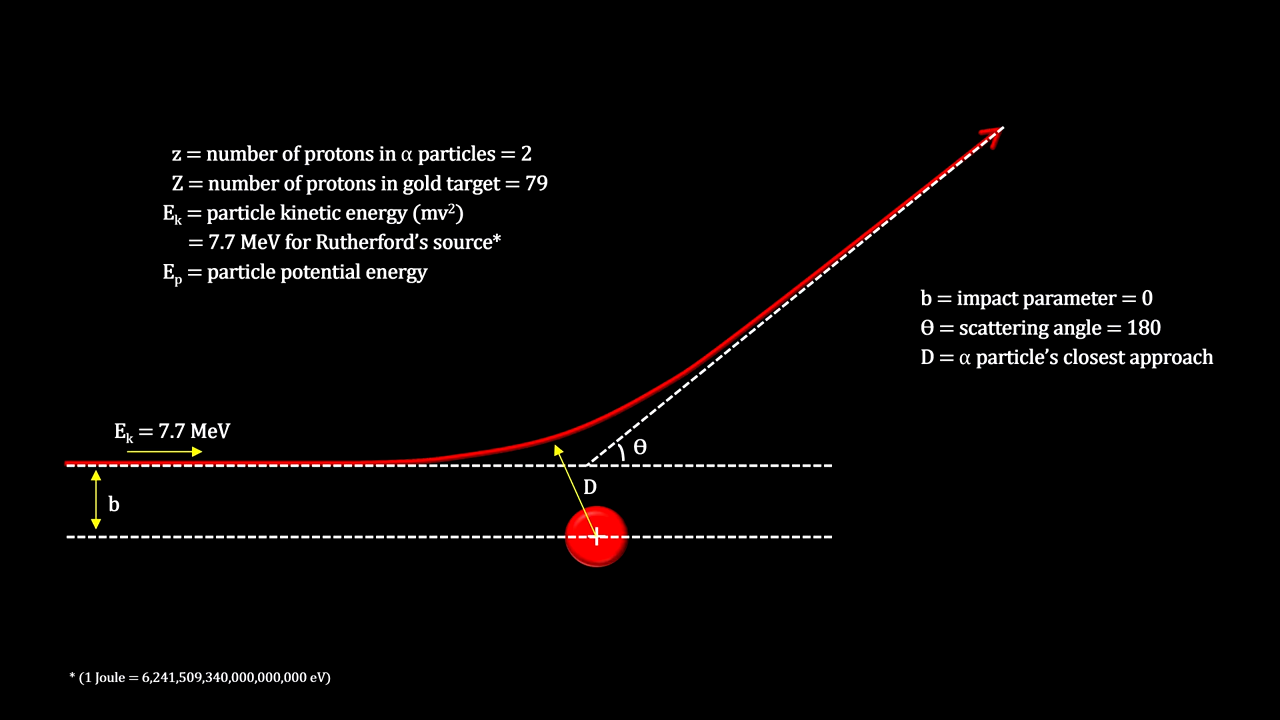 z = number of protons in α particles = 2
Z = number of protons in gold target = 79
Eₖ = particle kinetic energy (mv²)
= 7.7 MeV for Rutherford's source*
Eₚ = particle potential energy
b = impact parameter = 0
Θ = scattering angle = 180
D = α particle's closest approach
Eₖ = 7.7 MeV
Θ
D
b
+
* (1 Joule = 6,241,509,340,000,000,000 eV)